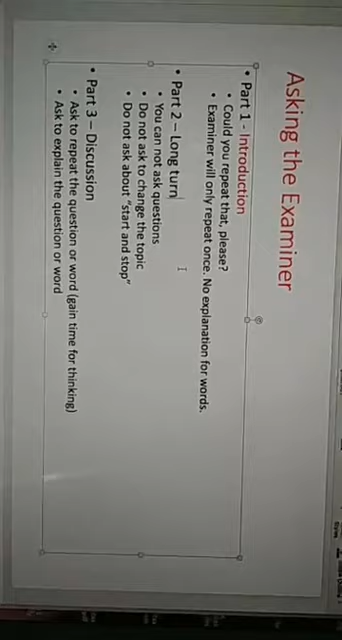 Asking the Examiner
• Part 1 - Introduction
• Could you repeat that, please?
• Examiner will only repeat once. No explanation for words.
• Part 2 – Long turn
• You can not ask questions
• Do not ask to change the topic
• Do not ask about "start and stop"
• Part 3 – Discussion
• Ask to repeat the question or word (gain time for thinking)
• Ask to explain the question or word